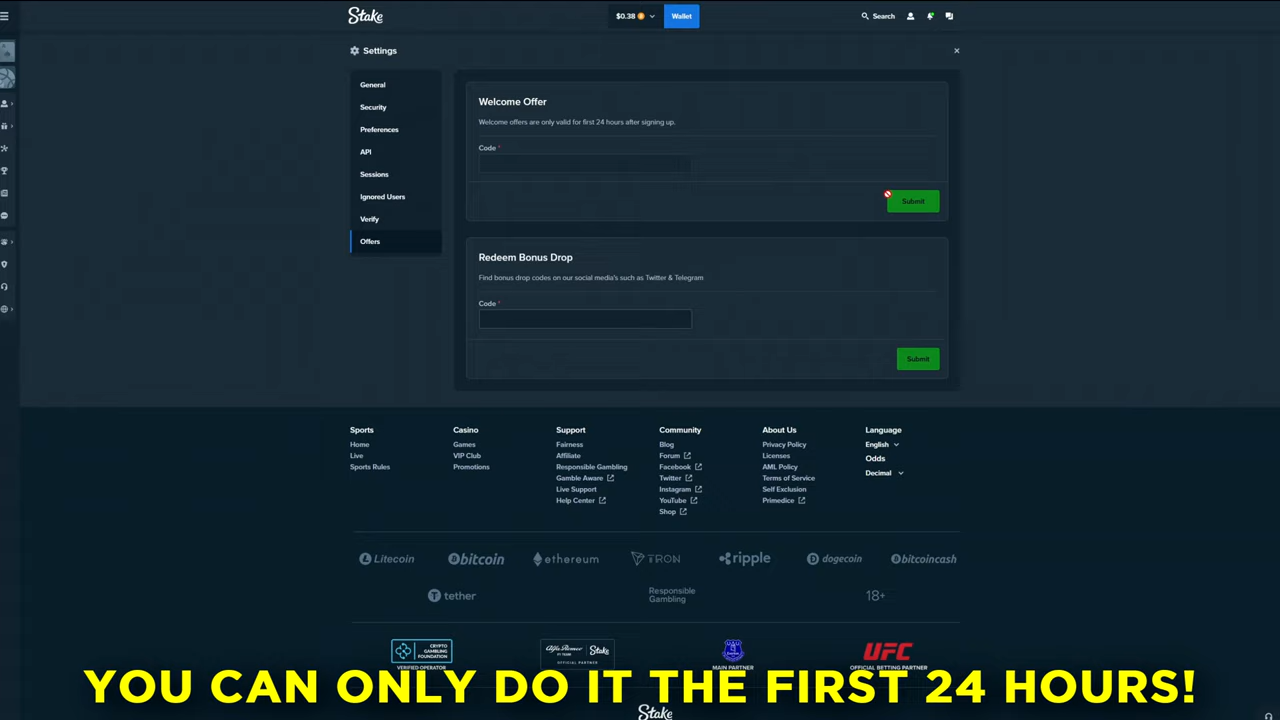 Stake
$0.38
Wallet
Search
Settings
General
Security
Preferences
API
Sessions
Ignored Users
Verify
Offers
Welcome Offer
Welcome offers are only valid for first 24 hours after signing up.
Code *
Submit
Redeem Bonus Drop
Find bonus drop codes on our social media's such as Twitter & Telegram
Code *
Submit
Sports
Home
Live
Sports Rules
Casino
Games
VIP Club
Promotions
Support
Fairness
Affiliate
Responsible Gambling
Gamble Aware
Live Support
Help Center
Community
Blog
Forum
Facebook
Twitter
Instagram
YouTube
Shop
About Us
Privacy Policy
Licenses
AML Policy
Terms of Service
Self Exclusion
Primedice
Language
English
Odds
Decimal
Litecoin
bitcoin
ethereum
TRON
ripple
dogecoin
bitcoincash
tether
Responsible
Gambling
18+
CRYPTO
GAMBLING
FOUNDATION
VERIFIED OPERATOR
Alfa Romeo
F1 TEAM
Stake
OFFICIAL PARTNER
MAIN PARTNER
UFC
OFFICIAL BETTING PARTNER
YOU CAN ONLY DO IT THE FIRST 24 HOURS!
Stake